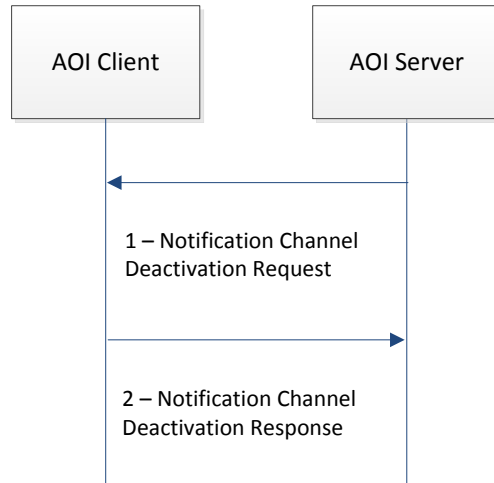 AOI Client
AOI Server
1 – Notification Channel
Deactivation Request
2 – Notification Channel
Deactivation Response